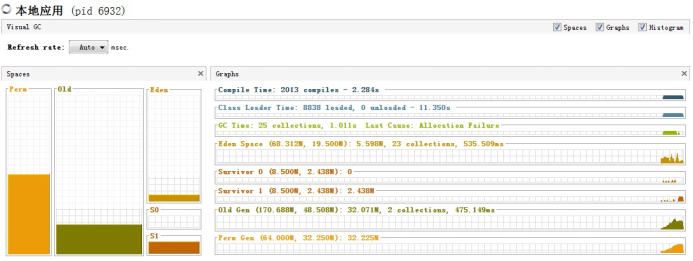 本地应用 (pid 6932)
Visual GC
Spaces Graphs Histogram
Refresh rate: Auto msec.
Spaces
Graphs
Perm
Old
Eden
S0
S1
Compile Time: 2013 compiles - 2.284s
Class Loader Time: 8838 loaded, 0 unloaded - 11.350s
GC Time: 25 collections, 1.011s Last Cause: Allocation Failure
Eden Space (68.312M, 19.500M): 5.598M, 23 collections, 535.509ms
Survivor 0 (8.500M, 2.438M): 0
Survivor 1 (8.500M, 2.438M): 2.438M
Old Gen (170.688M, 48.508M): 32.071M, 2 collections, 475.149ms
Perm Gen (64.000M, 32.250M): 32.225M